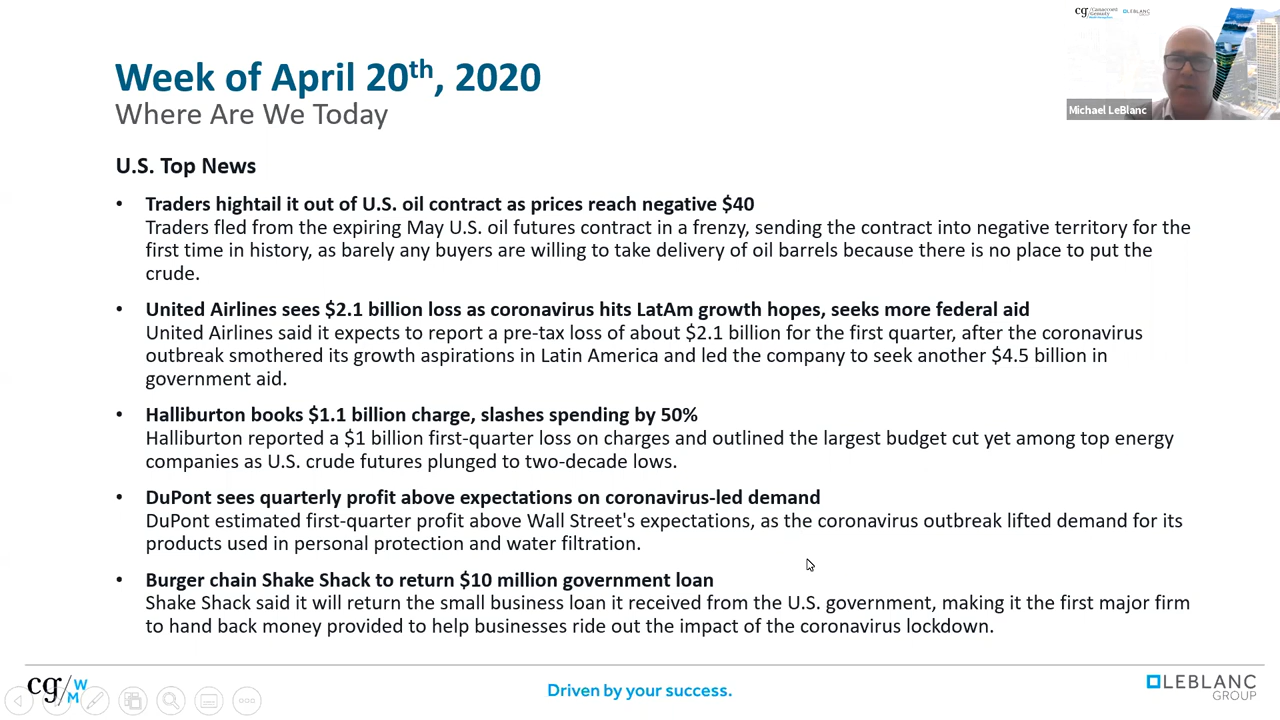 cg/Canaccord Genuity LEBLANC GROUP
Michael LeBlanc
Week of April 20th, 2020
Where Are We Today
U.S. Top News
• Traders hightail it out of U.S. oil contract as prices reach negative $40
Traders fled from the expiring May U.S. oil futures contract in a frenzy, sending the contract into negative territory for the
first time in history, as barely any buyers are willing to take delivery of oil barrels because there is no place to put the
crude.
• United Airlines sees $2.1 billion loss as coronavirus hits LatAm growth hopes, seeks more federal aid
United Airlines said it expects to report a pre-tax loss of about $2.1 billion for the first quarter, after the coronavirus
outbreak smothered its growth aspirations in Latin America and led the company to seek another $4.5 billion in
government aid.
• Halliburton books $1.1 billion charge, slashes spending by 50%
Halliburton reported a $1 billion first-quarter loss on charges and outlined the largest budget cut yet among top energy
companies as U.S. crude futures plunged to two-decade lows.
• DuPont sees quarterly profit above expectations on coronavirus-led demand
DuPont estimated first-quarter profit above Wall Street's expectations, as the coronavirus outbreak lifted demand for its
products used in personal protection and water filtration.
• Burger chain Shake Shack to return $10 million government loan
Shake Shack said it will return the small business loan it received from the U.S. government, making it the first major firm
to hand back money provided to help businesses ride out the impact of the coronavirus lockdown.
cg/WM
Driven by your success.
LEBLANC
GROUP